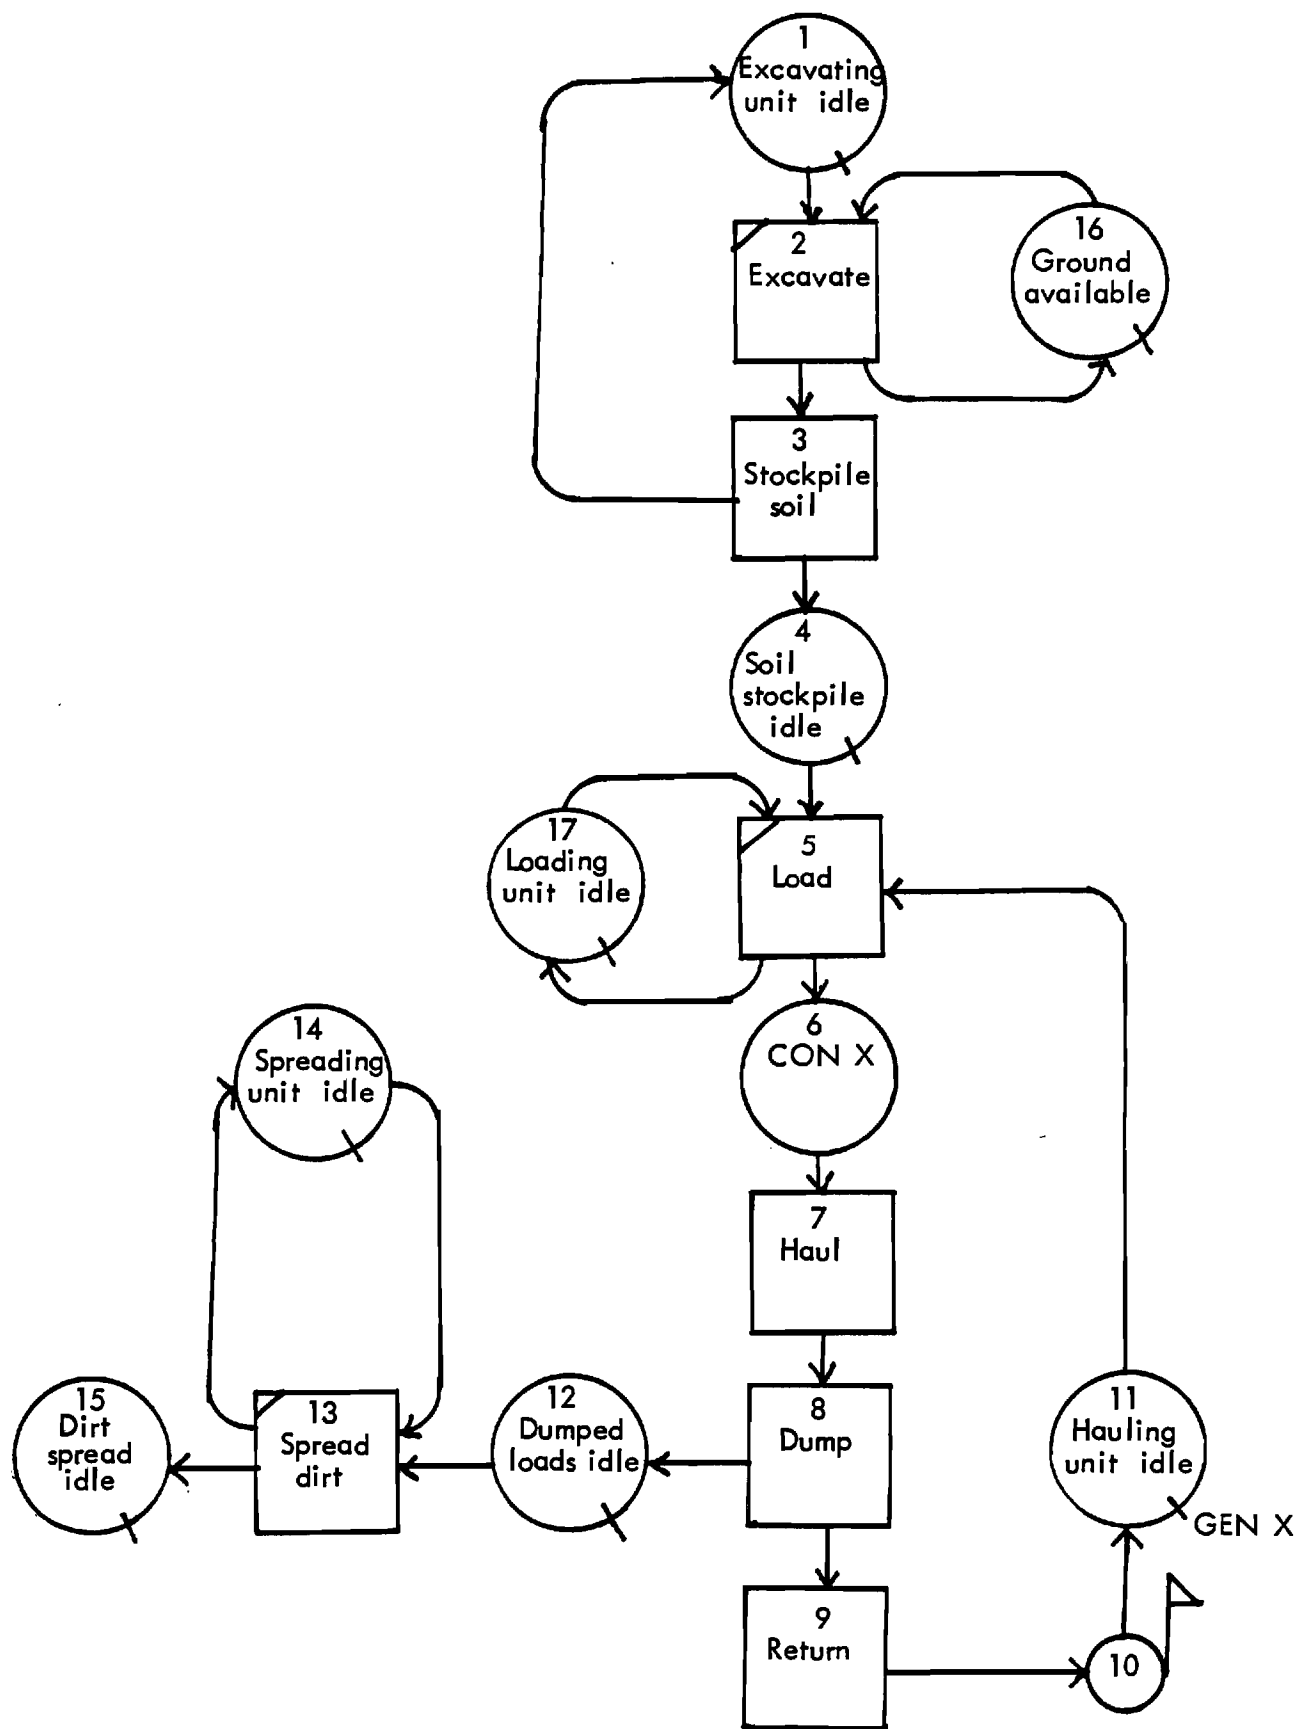 1
Excavating
unit idle
2
Excavate
16
Ground
available
3
Stockpile
soil
4
Soil
stockpile
idle
17
Loading
unit idle
5
Load
6
CON X
14
Spreading
unit idle
7
Haul
15
Dirt
spread
idle
13
Spread
dirt
12
Dumped
loads idle
8
Dump
11
Hauling
unit idle
GEN X
9
Return
10